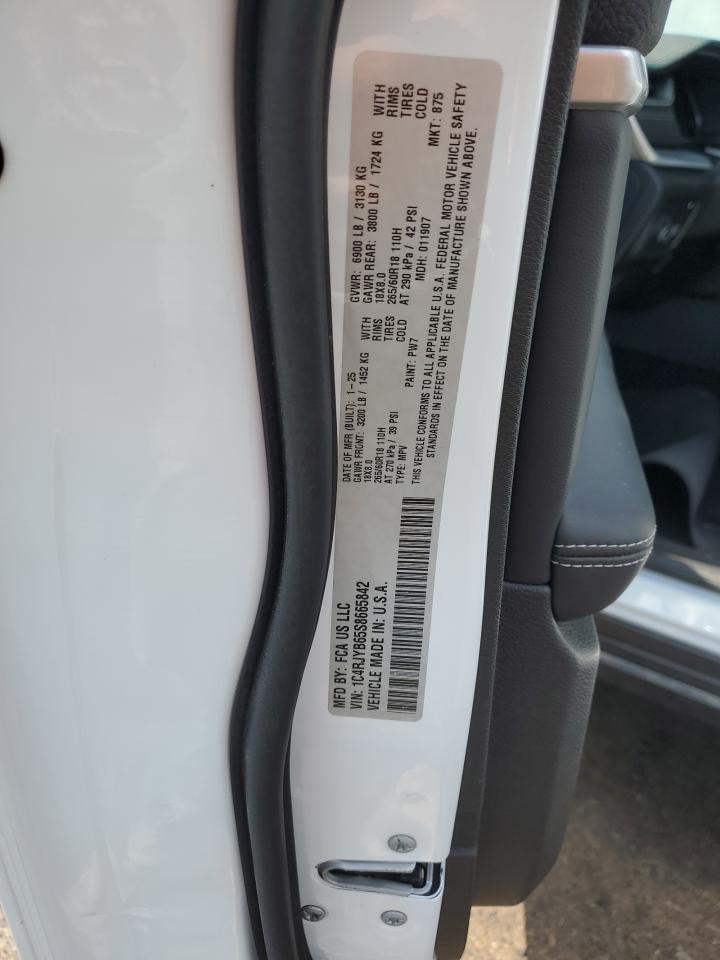 MFD BY: FCA US LLC
VIN: 1C4RJYB65S8665842
VEHICLE MADE IN: U.S.A.
DATE OF MFR (BUILT): 1-25
GAWR FRONT: 3200 LB / 1452 KG WITH
18X8.0 RIMS
265/60R18 110H TIRES
AT 270 kPa / 39 PSI COLD
TYPE: MPV PAINT: PW7
GVWR: 6900 LB / 3130 KG
GAWR REAR: 3800 LB / 1724 KG WITH
18X8.0 RIMS
265/60R18 110H TIRES
AT 290 kPa / 42 PSI COLD
MDH: 011907 MKT: 875
THIS VEHICLE CONFORMS TO ALL APPLICABLE U.S.A. FEDERAL MOTOR VEHICLE SAFETY
STANDARDS IN EFFECT ON THE DATE OF MANUFACTURE SHOWN ABOVE.